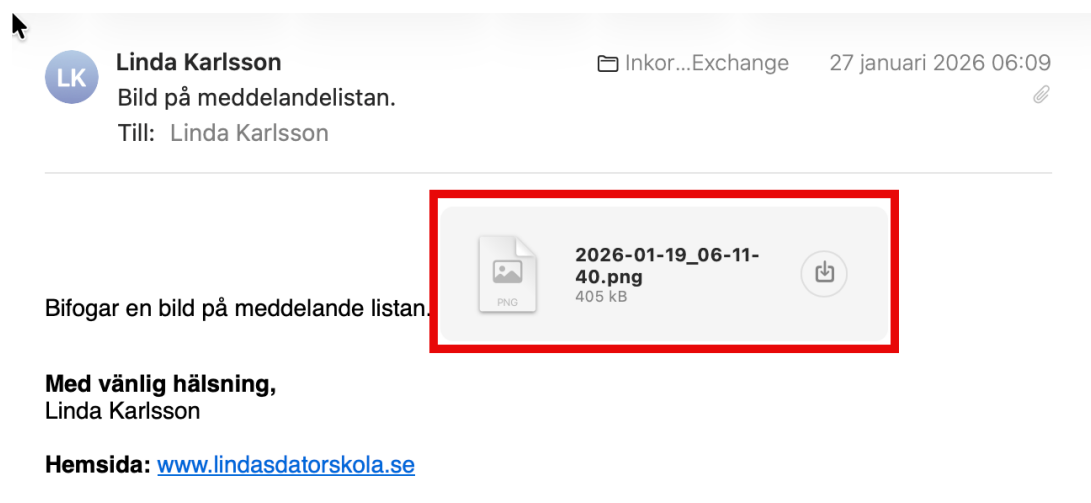 LK
Linda Karlsson
Inkor...Exchange
27 januari 2026 06:09
Bild på meddelandelistan.
Till: Linda Karlsson
2026-01-19_06-11-
40.png
405 kB
PNG
Bifogar en bild på meddelande listan.
Med vänlig hälsning,
Linda Karlsson
Hemsida: www.lindasdatorskola.se